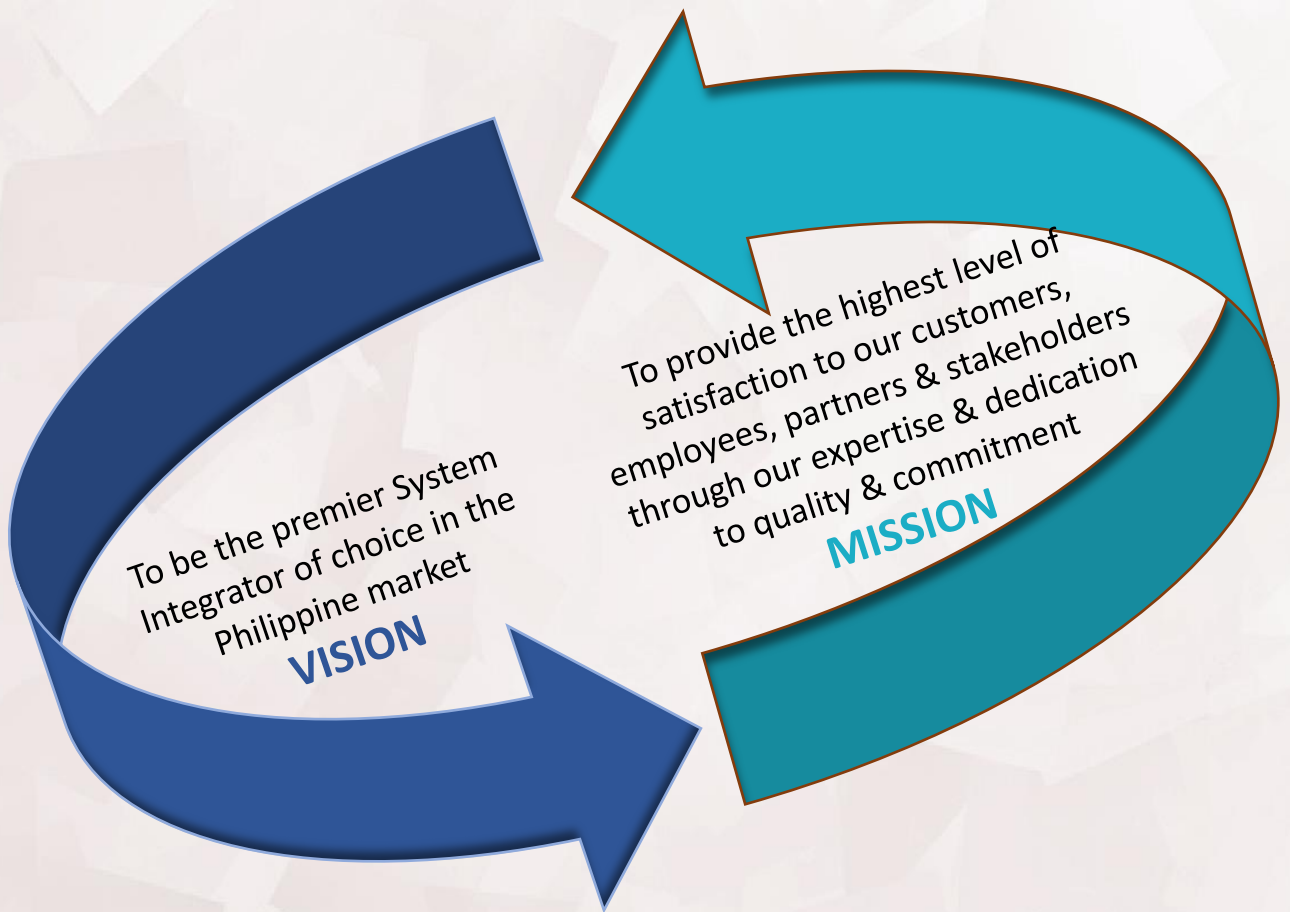 To be the premier System
Integrator of choice in the
Philippine market
VISION
To provide the highest level of
satisfaction to our customers,
employees, partners & stakeholders
through our expertise & dedication
to quality & commitment
MISSION